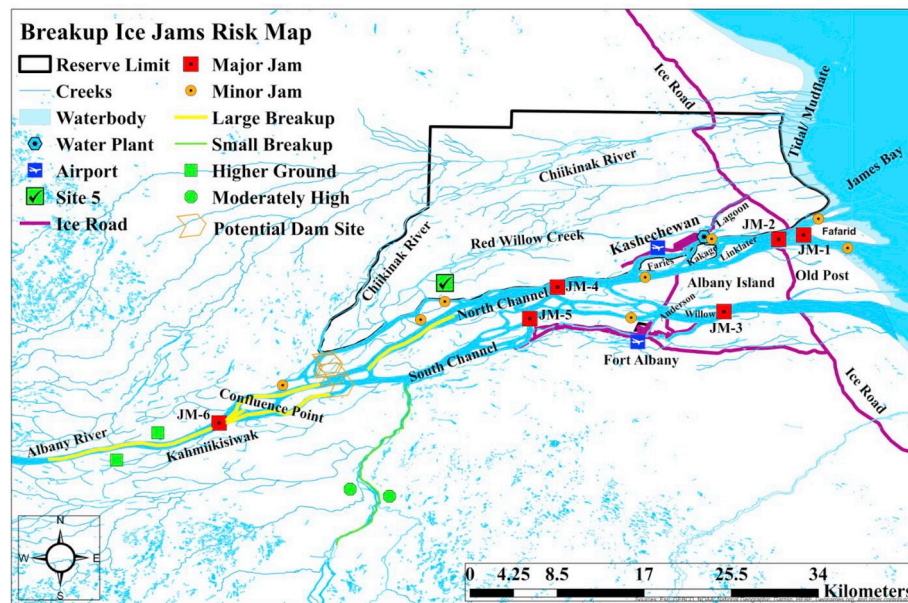 Breakup Ice Jams Risk Map
Reserve Limit
Creeks
Waterbody
Water Plant
Airport
Site 5
Ice Road
Major Jam
Minor Jam
Large Breakup
Small Breakup
Higher Ground
Moderately High
Potential Dam Site
Ice Road
Tidal/ Mudflate
James Bay
Chiikinak River
Chiikinak River
Red Willow Creek
Kashechewan
Lagoon
JM-2
Fafarid
JM-1
Faries
Kakago
Linklater
Old Post
Albany Island
JM-4
North Channel
JM-5
Anderson
Willow
JM-3
Fort Albany
South Channel
Ice Road
Confluence Point
JM-6
Albany River
Kahmiikisiwak
N
W
E
S
0 4.25 8.5 17 25.5 34
Kilometers